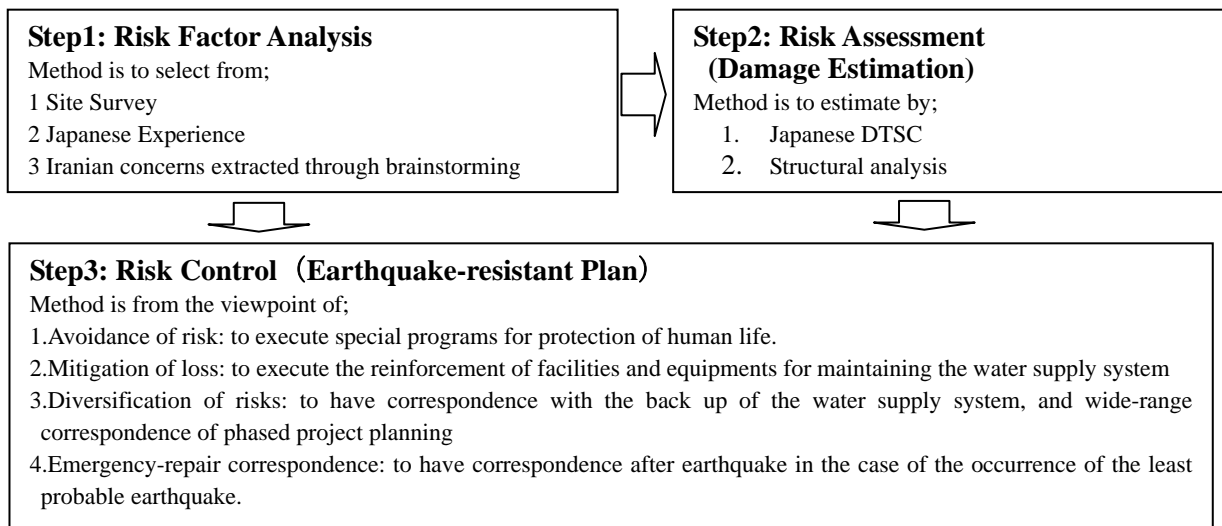 Step1: Risk Factor Analysis
Method is to select from;
1 Site Survey
2 Japanese Experience
3 Iranian concerns extracted through brainstorming
Step2: Risk Assessment
(Damage Estimation)
Method is to estimate by;
1. Japanese DTSC
2. Structural analysis
Step3: Risk Control（Earthquake-resistant Plan）
Method is from the viewpoint of;
1.Avoidance of risk: to execute special programs for protection of human life.
2.Mitigation of loss: to execute the reinforcement of facilities and equipments for maintaining the water supply system
3.Diversification of risks: to have correspondence with the back up of the water supply system, and wide-range
correspondence of phased project planning
4.Emergency-repair correspondence: to have correspondence after earthquake in the case of the occurrence of the least
probable earthquake.